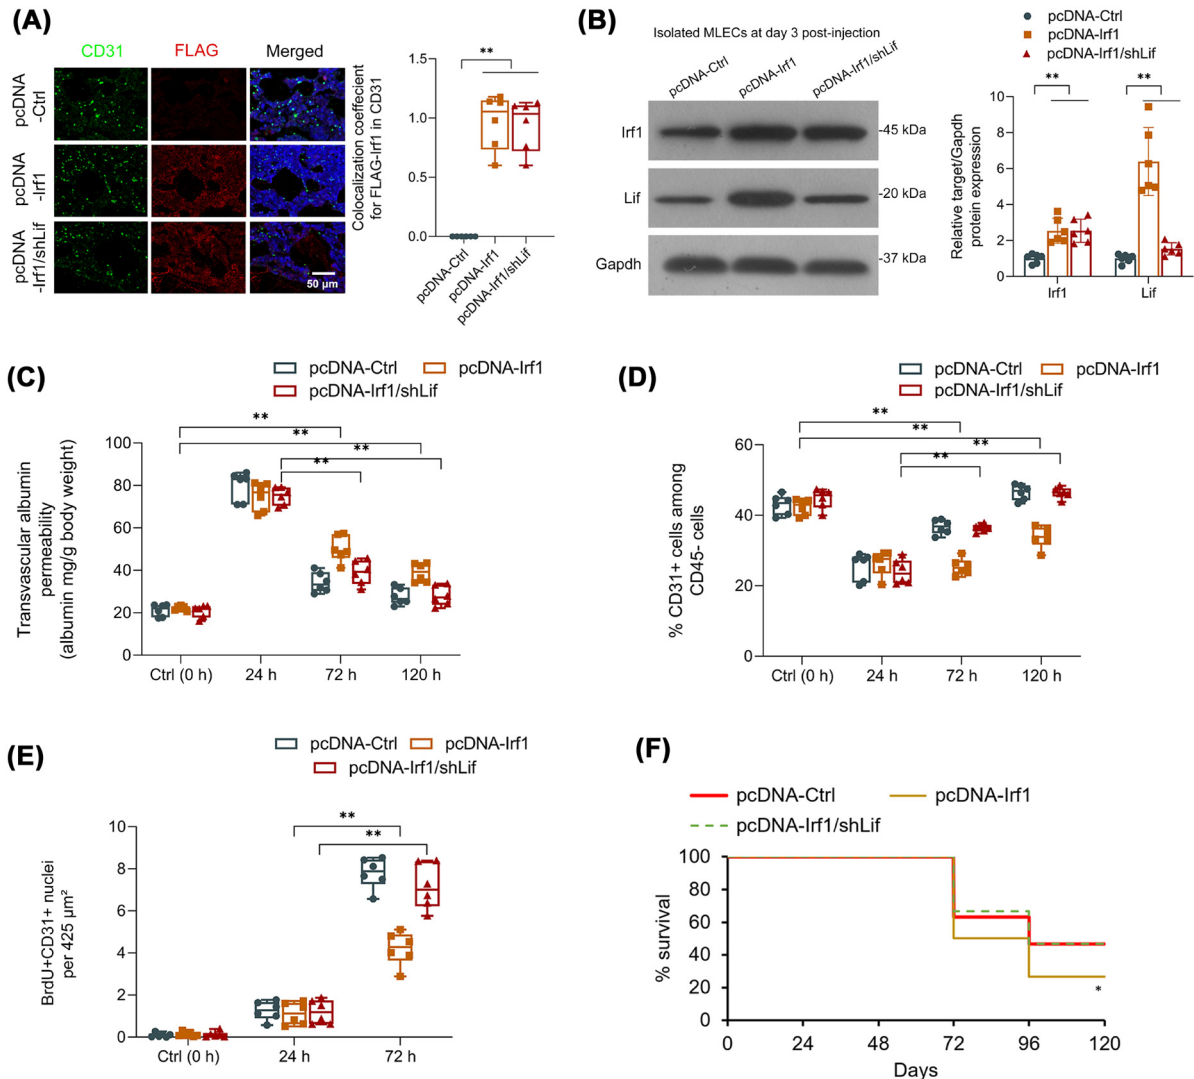 (A)
CD31
FLAG
Merged
pcDNA
-Ctrl
pcDNA
-Irf1
pcDNA
-Irf1/shLif
50 µm
Colocalization coeffecient
for FLAG-Irf1 in CD31
1.5
1.0
0.5
0.0
**
pcDNA-Ctrl
pcDNA-Irf1
pcDNA-Irf1/shLif
(B)
Isolated MLECs at day 3 post-injection
pcDNA-Ctrl
pcDNA-Irf1
pcDNA-Irf1/shLif
Irf1
-45 kDa
Lif
-20 kDa
Gapdh
-37 kDa
pcDNA-Ctrl
pcDNA-Irf1
pcDNA-Irf1/shLif
Relative target/Gapdh
protein expression
10
8
6
4
2
0
**
**
Irf1
Lif
(C)
pcDNA-Ctrl
pcDNA-Irf1
pcDNA-Irf1/shLif
Transvascular albumin
permeability
(albumin mg/g body weight)
100
80
60
40
20
0
**
**
**
**
Ctrl (0 h)
24 h
72 h
120 h
(D)
pcDNA-Ctrl
pcDNA-Irf1
pcDNA-Irf1/shLif
% CD31+ cells among
CD45- cells
60
40
20
0
**
**
**
**
Ctrl (0 h)
24 h
72 h
120 h
(E)
pcDNA-Ctrl
pcDNA-Irf1
pcDNA-Irf1/shLif
BrdU+CD31+ nuclei
per 425 µm²
10
8
6
4
2
0
**
**
Ctrl (0 h)
24 h
72 h
(F)
pcDNA-Ctrl
pcDNA-Irf1
pcDNA-Irf1/shLif
% survival
100
80
60
40
20
0
*
0
24
48
72
96
120
Days